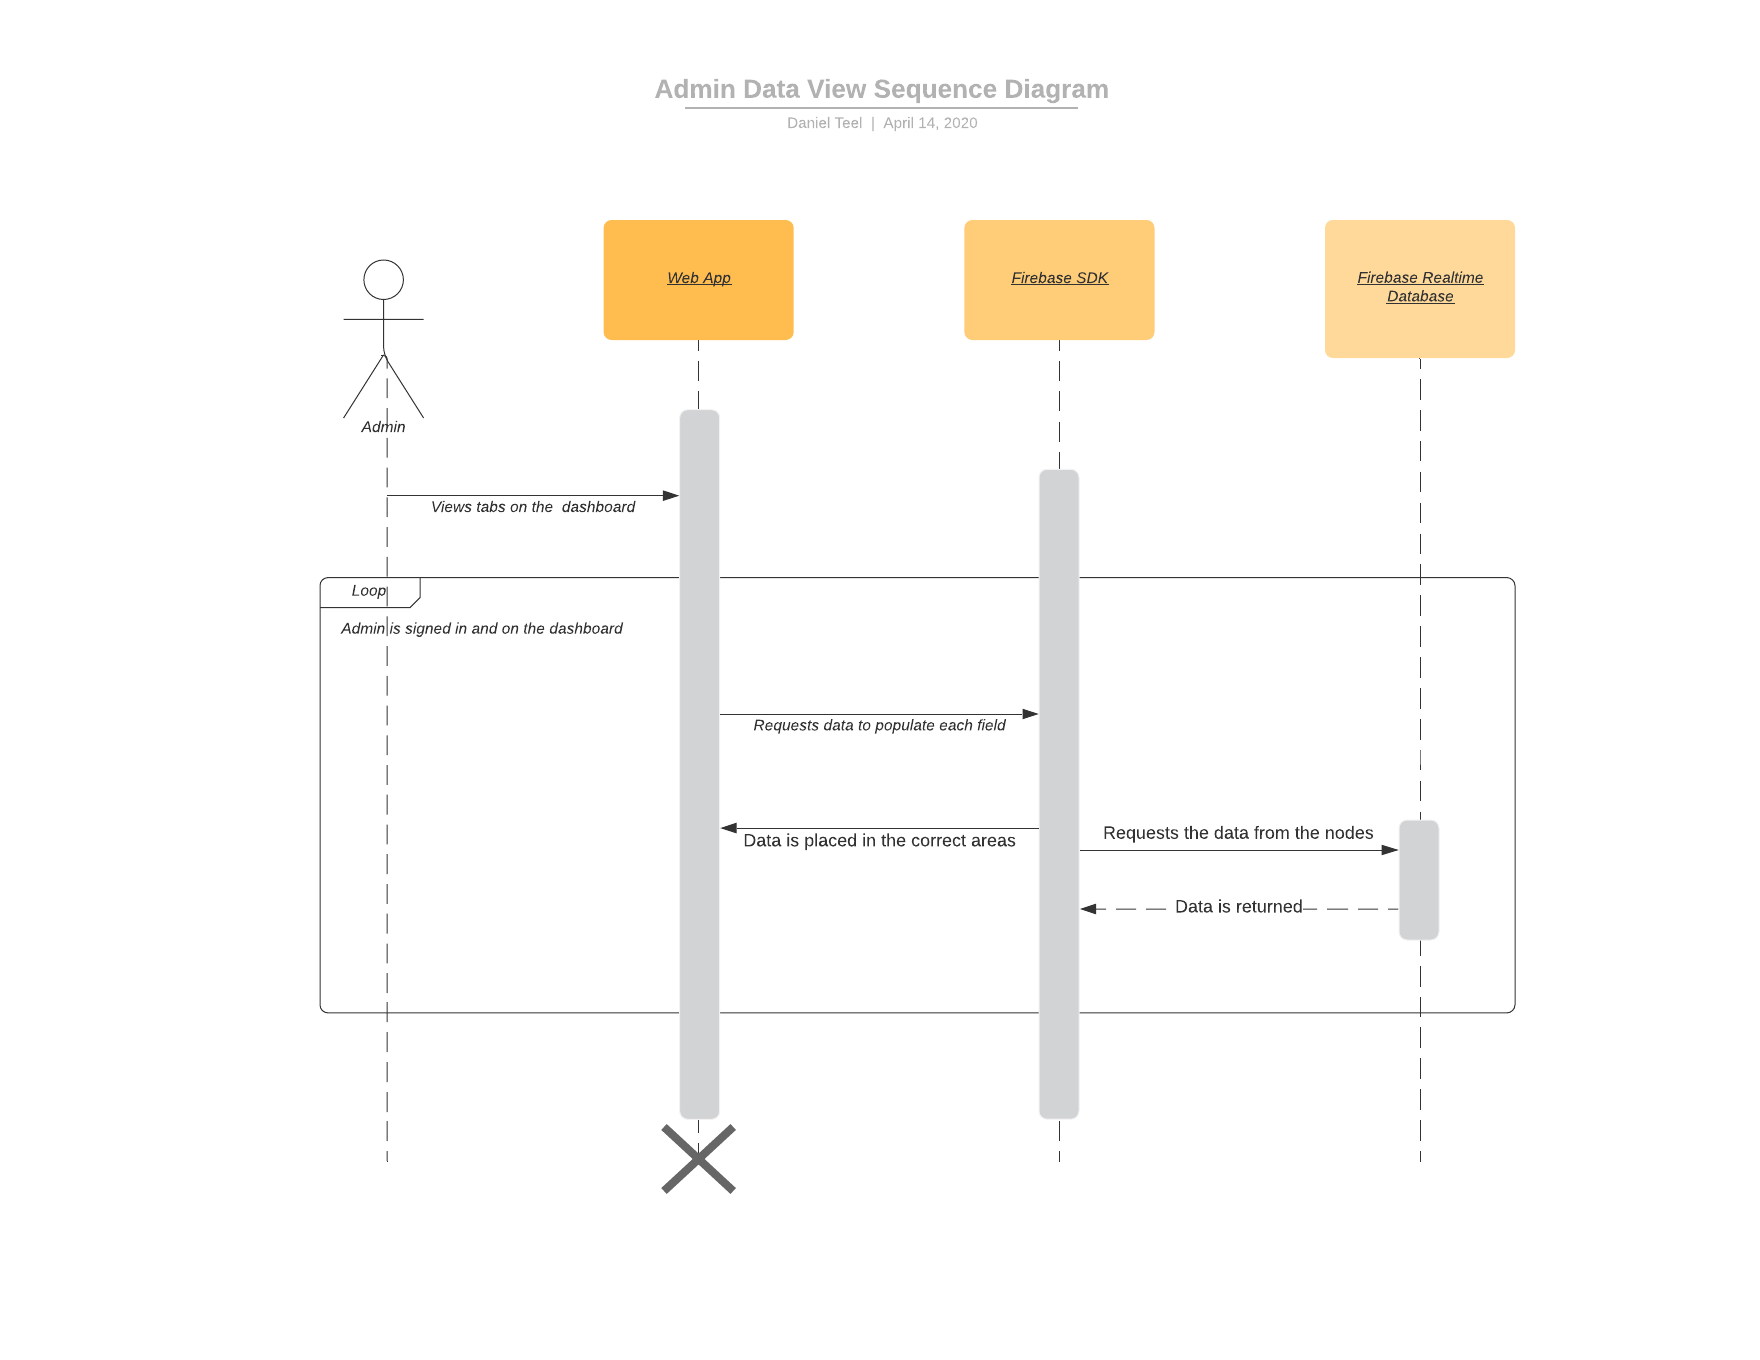 Admin Data View Sequence Diagram
Daniel Teel | April 14, 2020
Web App
Firebase SDK
Firebase Realtime
Database
Admin
Views tabs on the dashboard
Loop
Admin is signed in and on the dashboard
Requests data to populate each field
Data is placed in the correct areas
Requests the data from the nodes
Data is returned